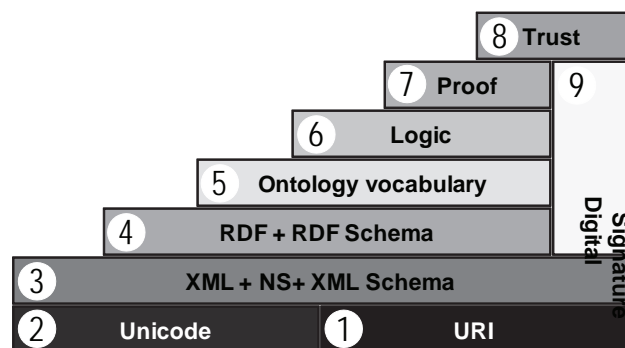 8 Trust
7 Proof
9
6 Logic
5 Ontology vocabulary
4 RDF + RDF Schema
Digital
Signature
3 XML + NS+ XML Schema
2 Unicode
1 URI